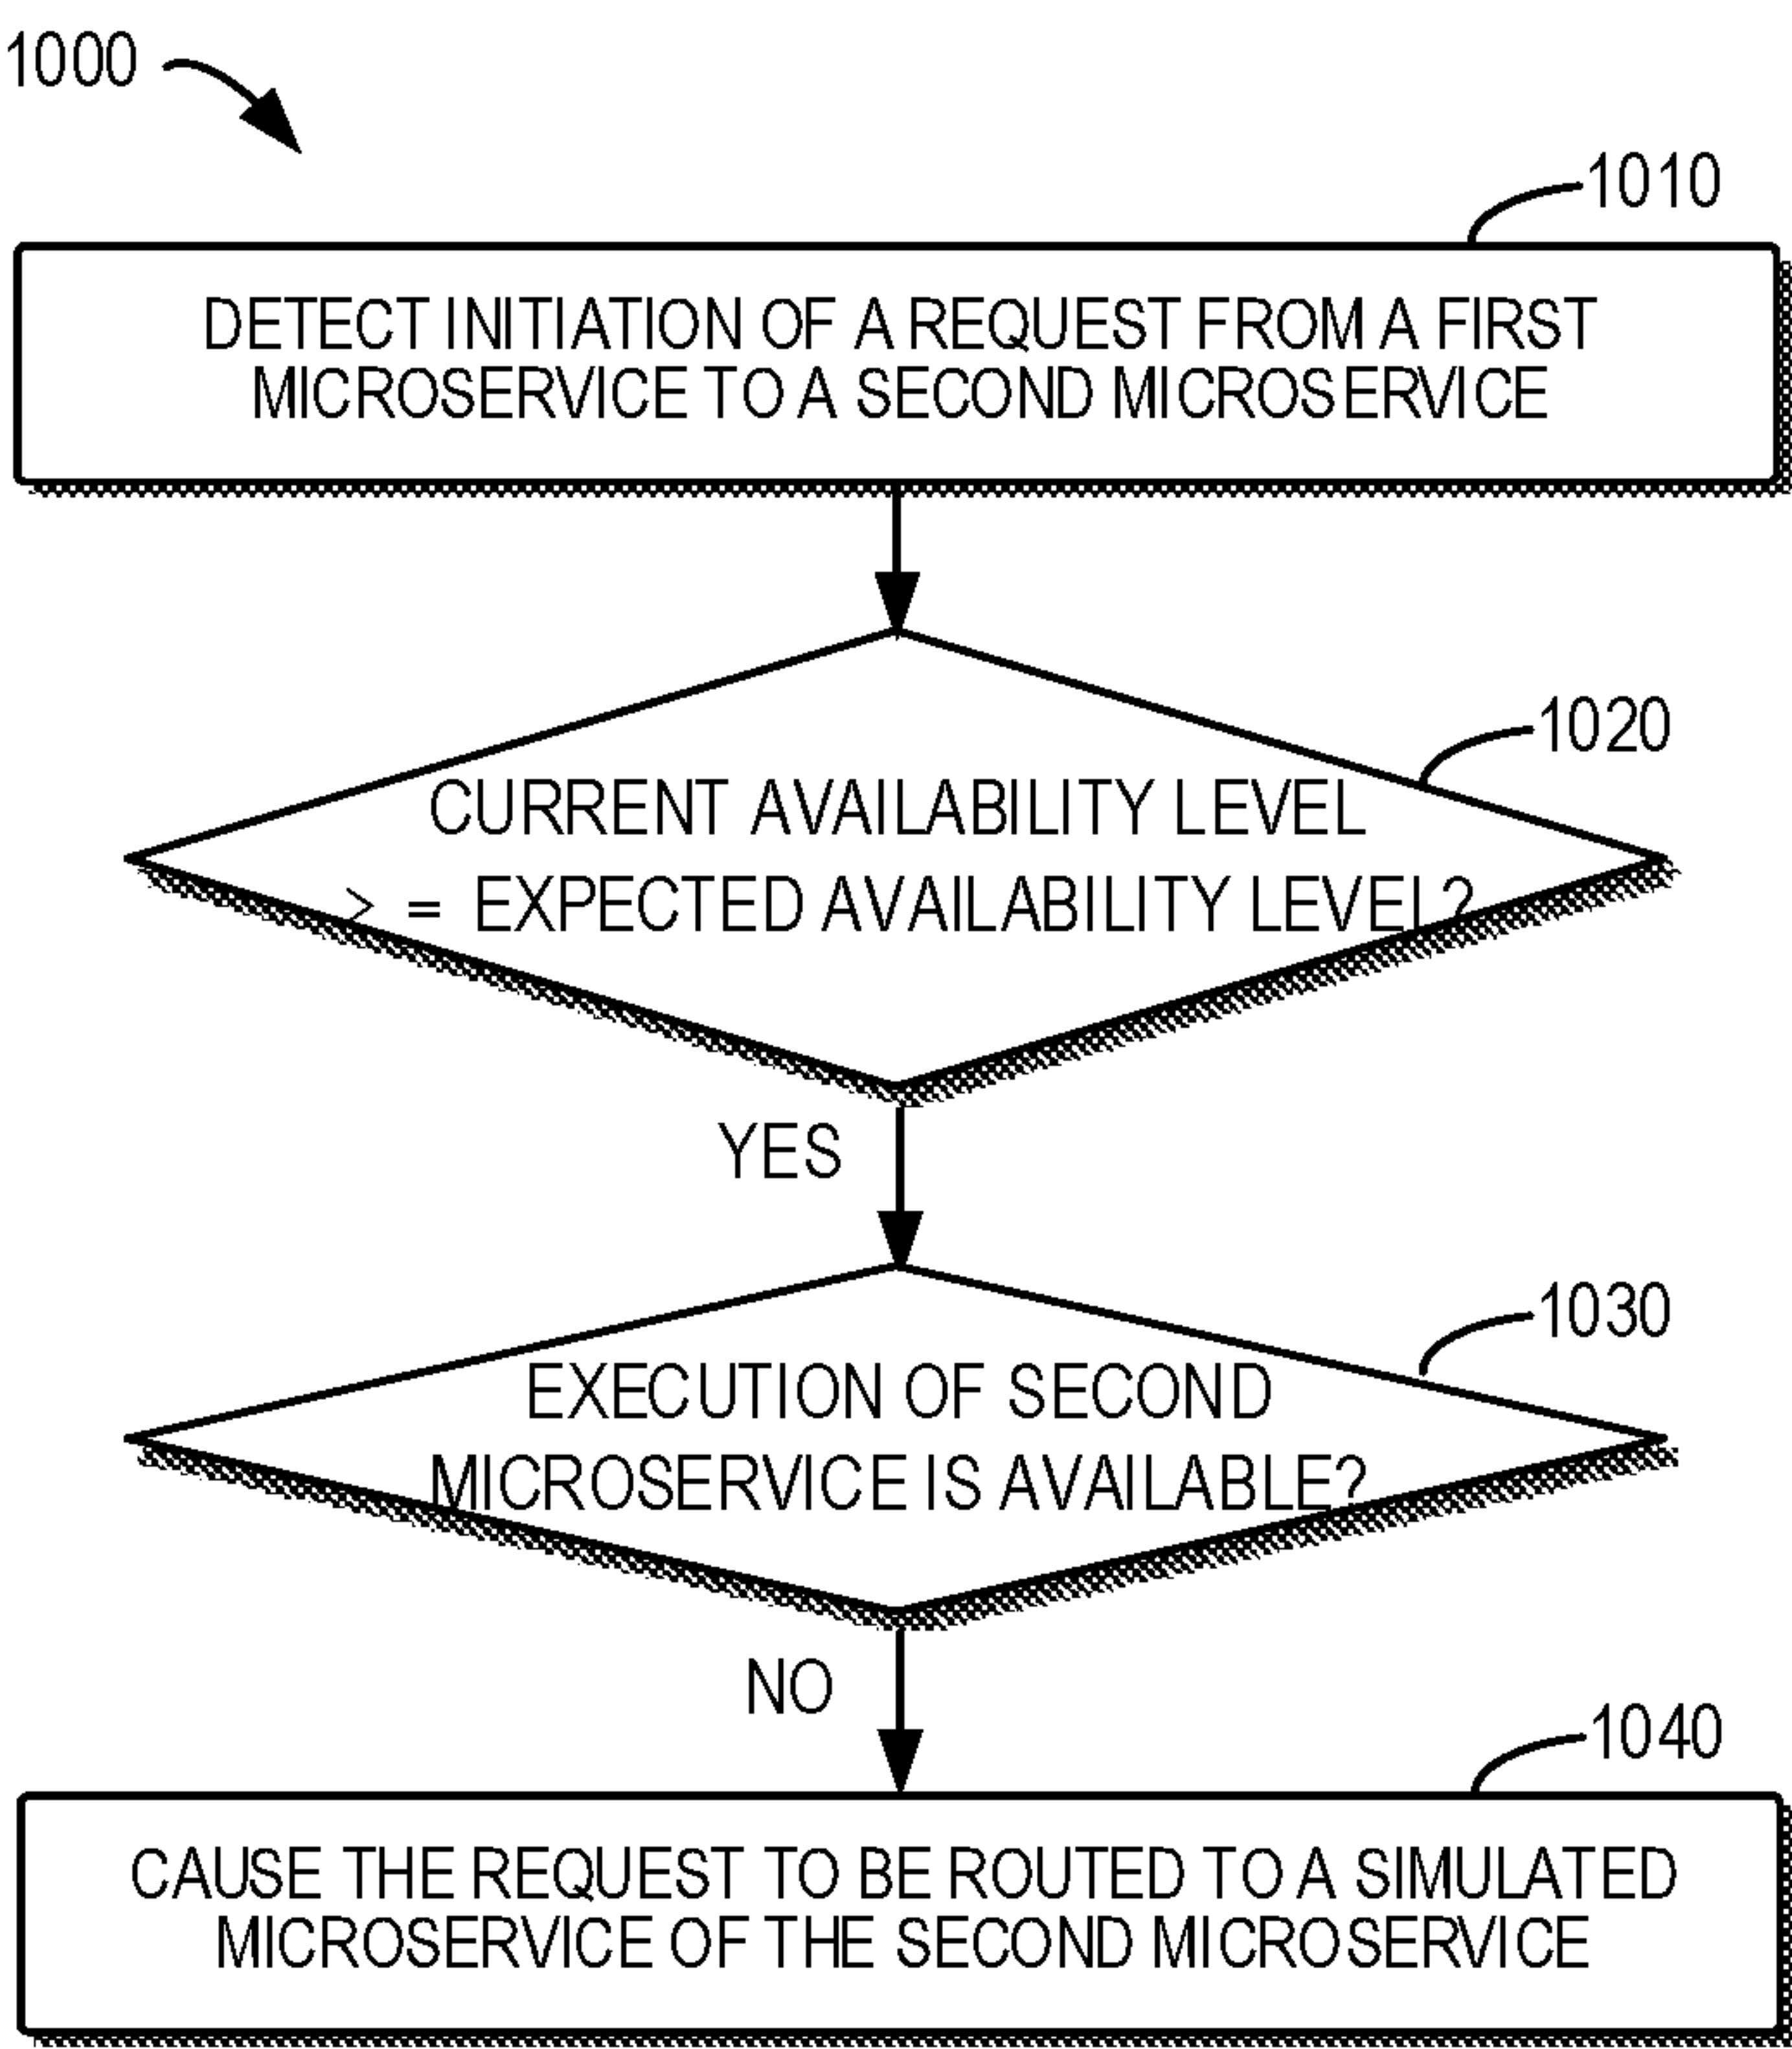 1000
1010
DETECT INITIATION OF A REQUEST FROM A FIRST
MICROSERVICE TO A SECOND MICROSERVICE
1020
CURRENT AVAILABILITY LEVEL
> = EXPECTED AVAILABILITY LEVEL?
YES
1030
EXECUTION OF SECOND
MICROSERVICE IS AVAILABLE?
NO
1040
CAUSE THE REQUEST TO BE ROUTED TO A SIMULATED
MICROSERVICE OF THE SECOND MICROSERVICE